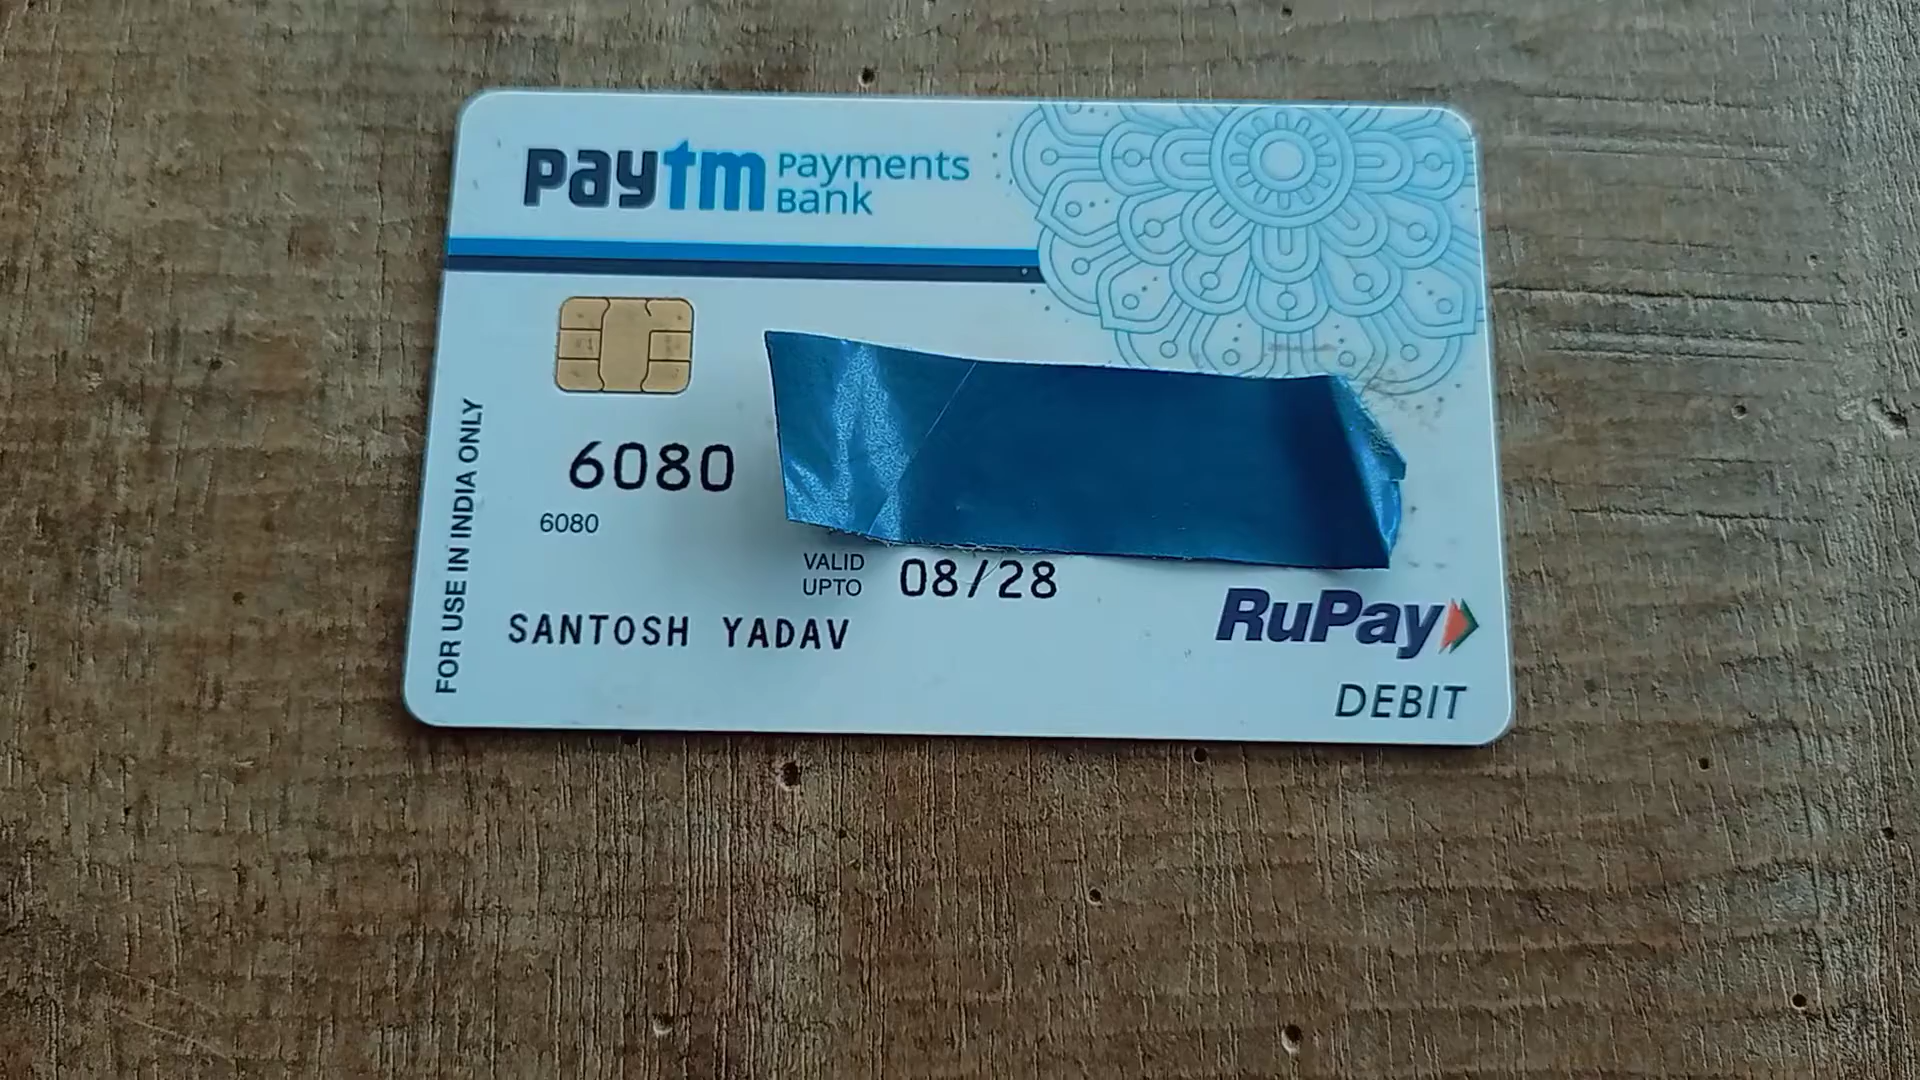 paytm Payments Bank
FOR USE IN INDIA ONLY
6080
6080
VALID UPTO 08/28
SANTOSH YADAV
RuPay
DEBIT